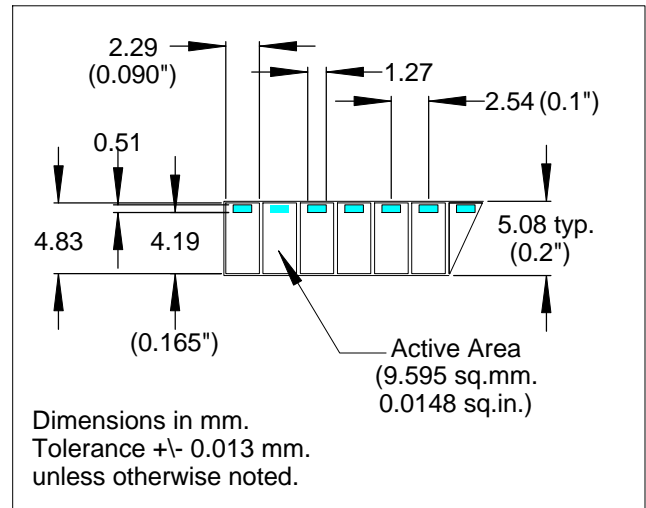 2.29
(0.090")
1.27
2.54 (0.1")
0.51
4.83
4.19
5.08 typ.
(0.2")
(0.165")
Active Area
(9.595 sq.mm.
0.0148 sq.in.)
Dimensions in mm.
Tolerance +\- 0.013 mm.
unless otherwise noted.